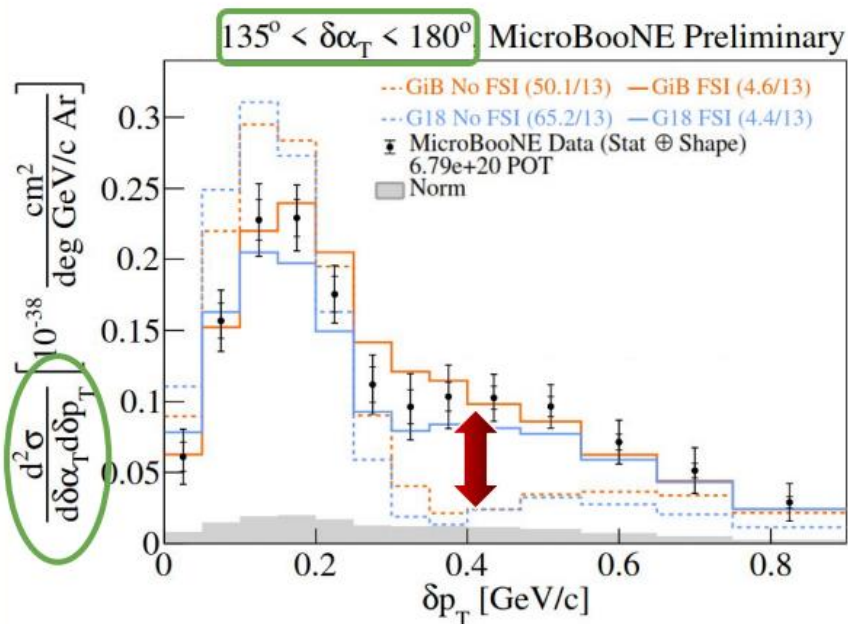 135° < δα_T < 180°, MicroBooNE Preliminary
GiB No FSI (50.1/13) GiB FSI (4.6/13)
G18 No FSI (65.2/13) G18 FSI (4.4/13)
MicroBooNE Data (Stat ⊕ Shape)
6.79e+20 POT
Norm
d²σ/dδα_Tdδp_T [10⁻³⁸ cm²/deg GeV/c Ar]
0.3
0.25
0.2
0.15
0.1
0.05
0
0 0.2 0.4 0.6 0.8
δp_T [GeV/c]